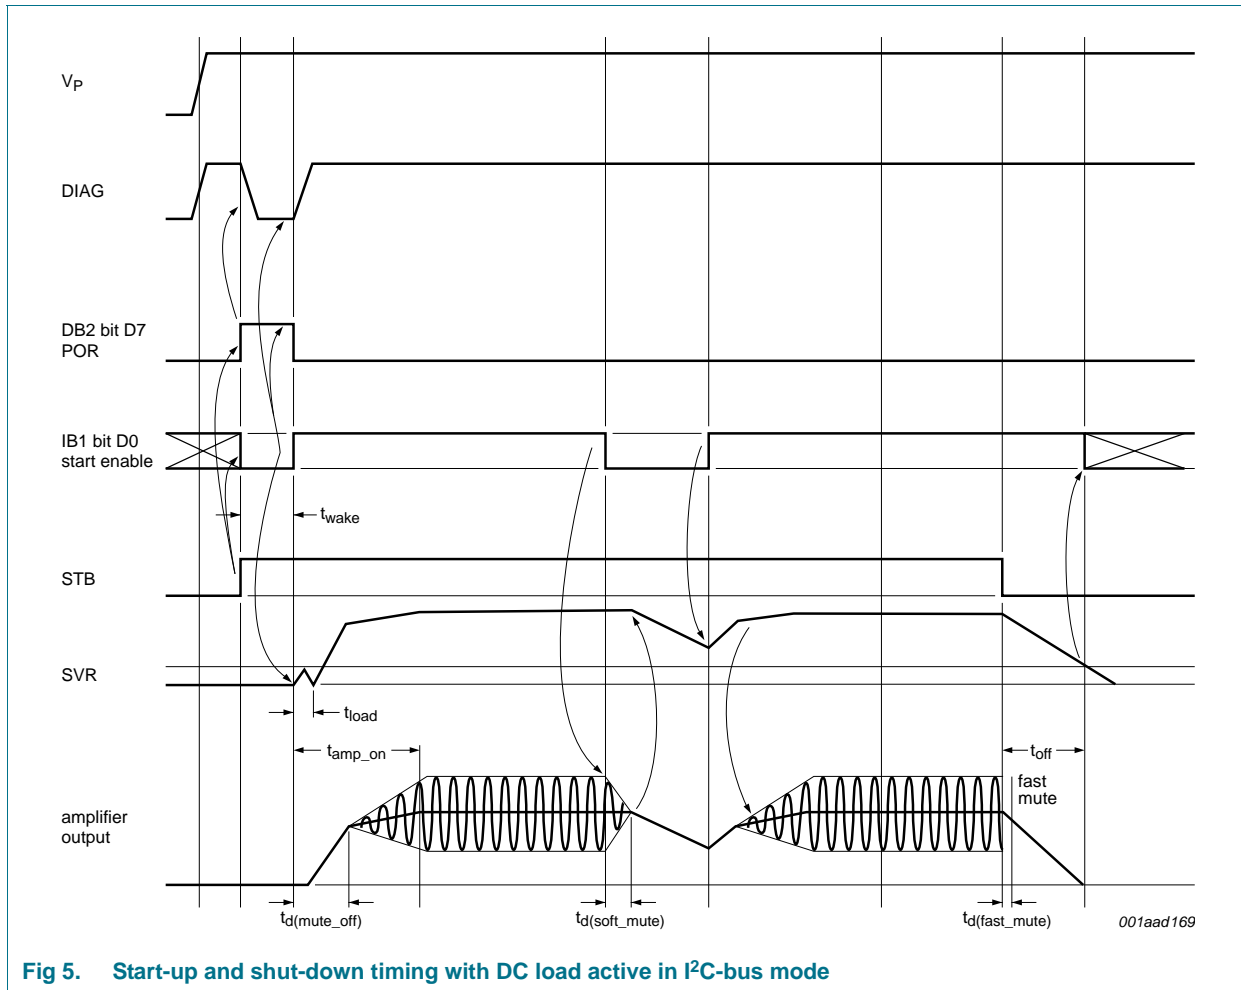 VP
DIAG
DB2 bit D7
POR
IB1 bit D0
start enable
twake
STB
SVR
tload
tamp_on
toff
fast
mute
amplifier
output
td(mute_off)
td(soft_mute)
td(fast_mute)
001aad169
Fig 5. Start-up and shut-down timing with DC load active in I²C-bus mode